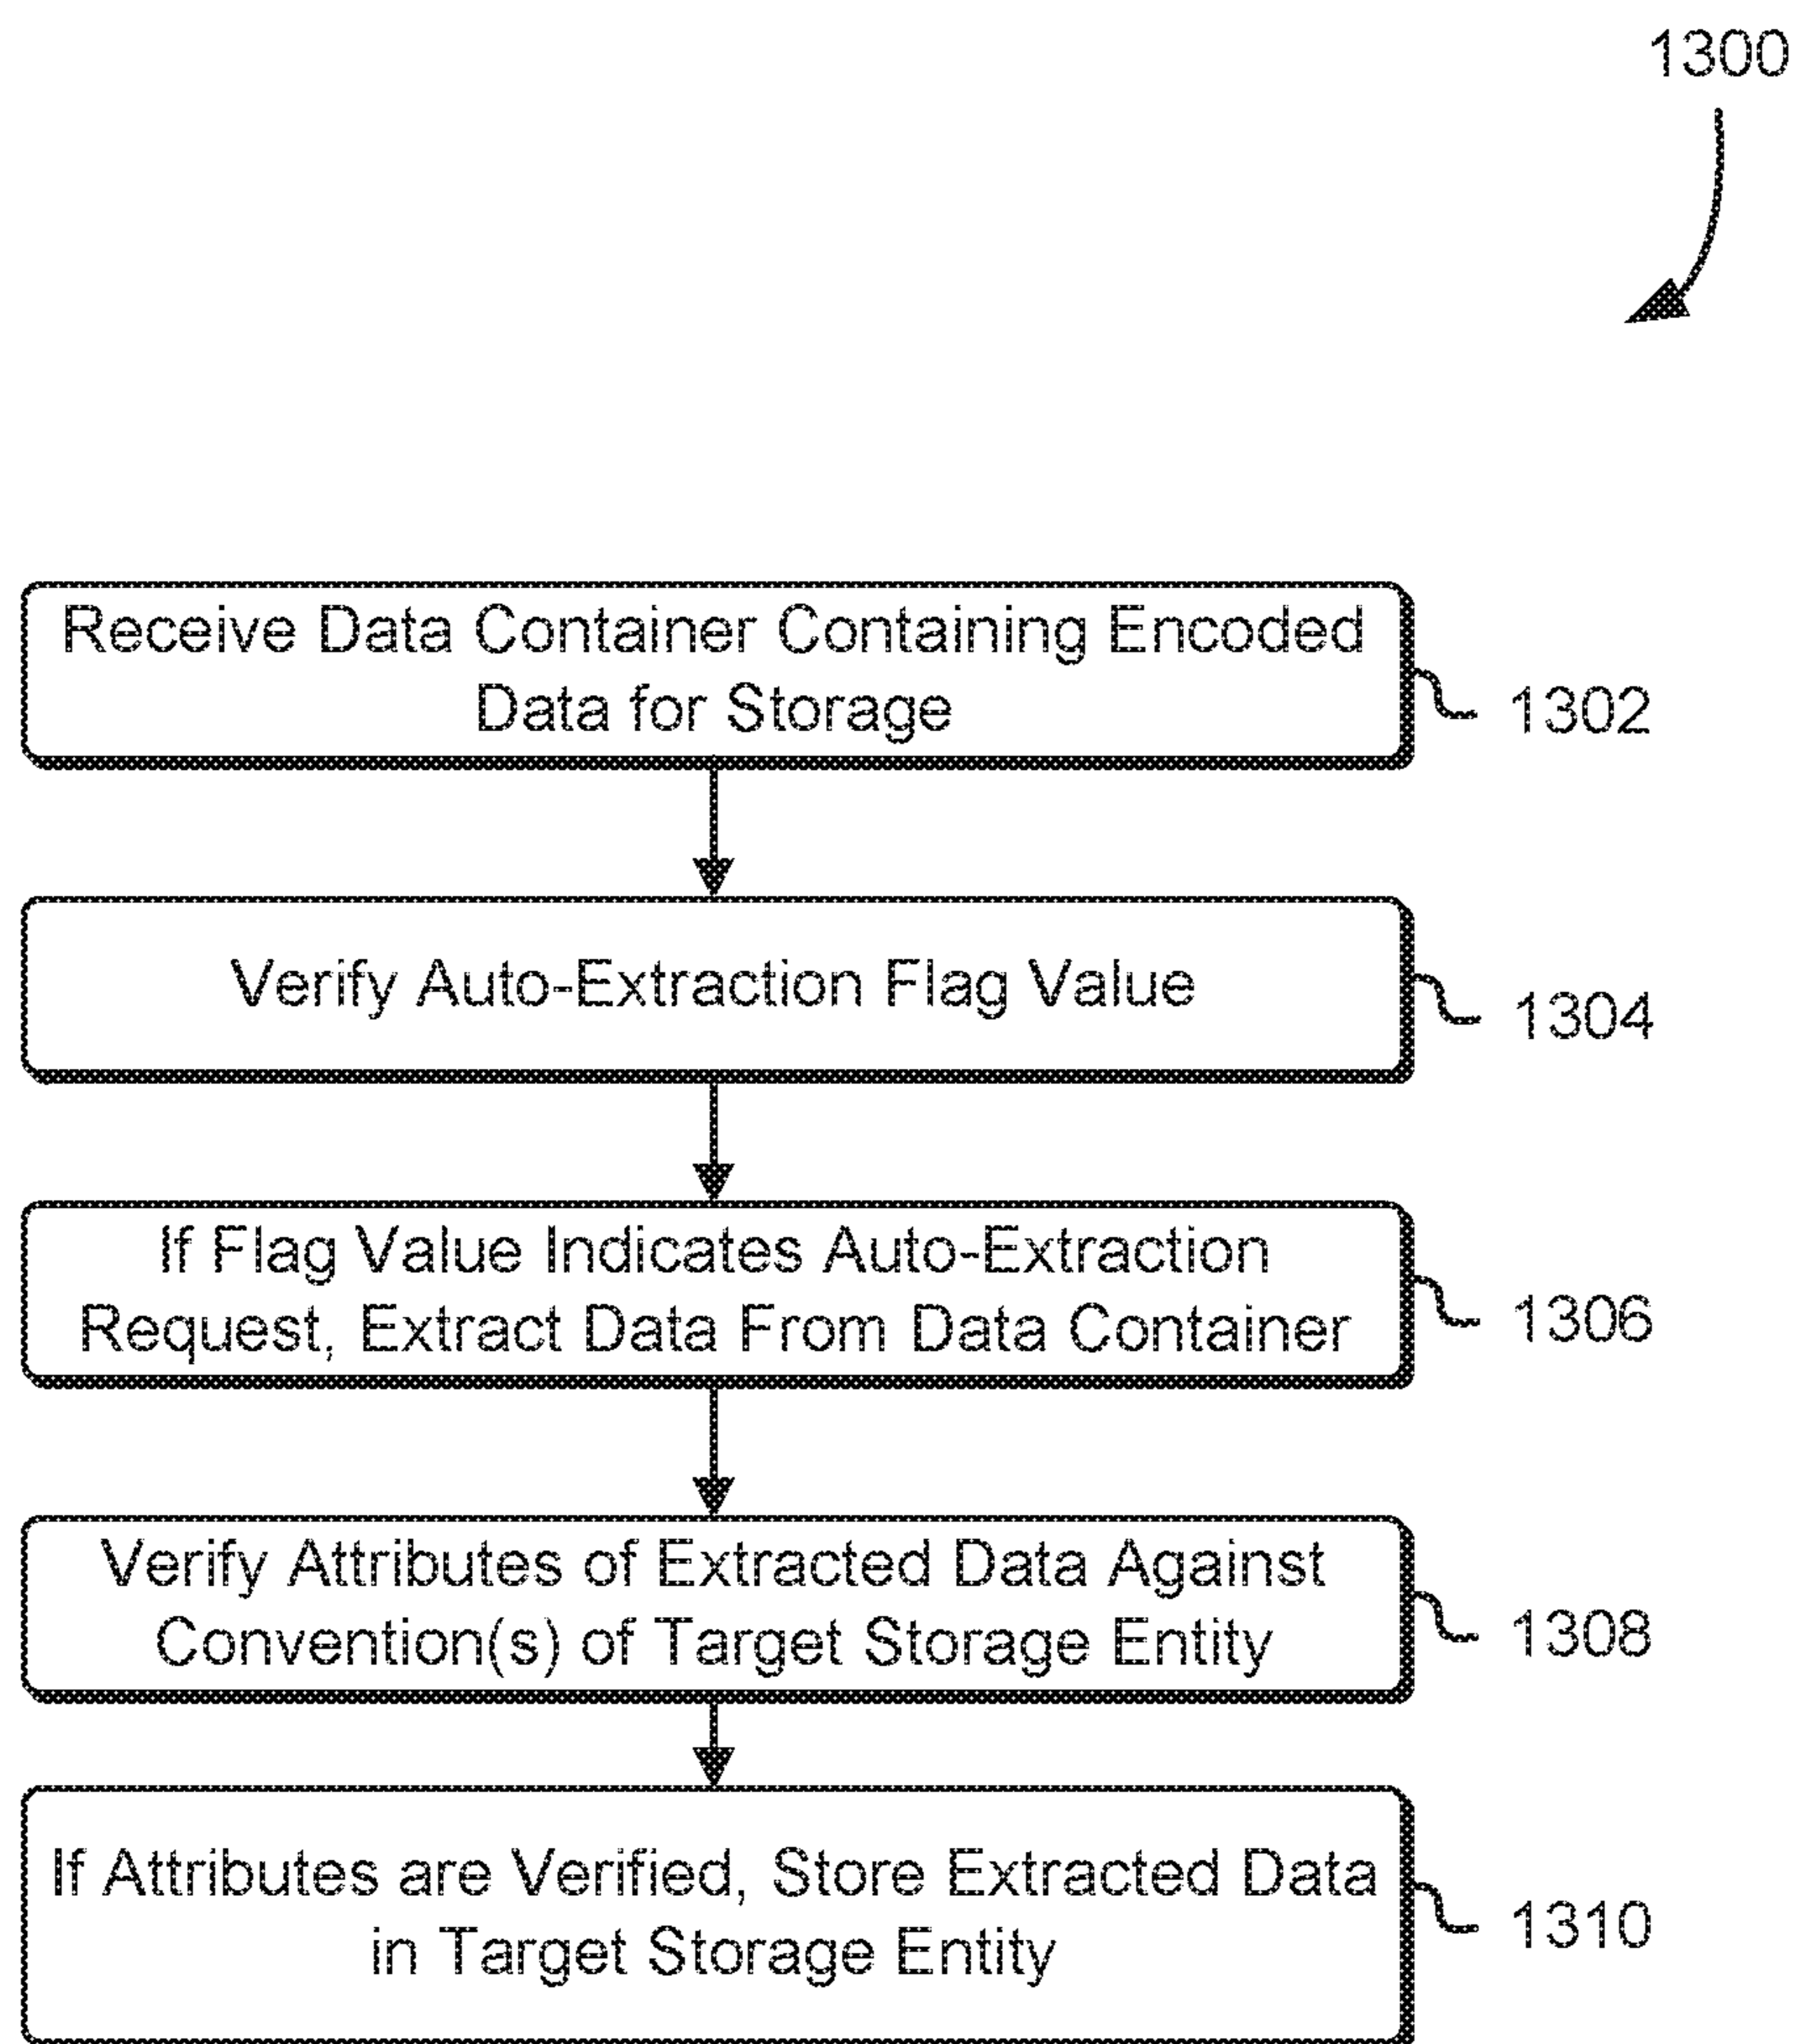 1300
Receive Data Container Containing Encoded
Data for Storage
1302
Verify Auto-Extraction Flag Value
1304
If Flag Value Indicates Auto-Extraction
Request, Extract Data From Data Container
1306
Verify Attributes of Extracted Data Against
Convention(s) of Target Storage Entity
1308
If Attributes are Verified, Store Extracted Data
in Target Storage Entity
1310